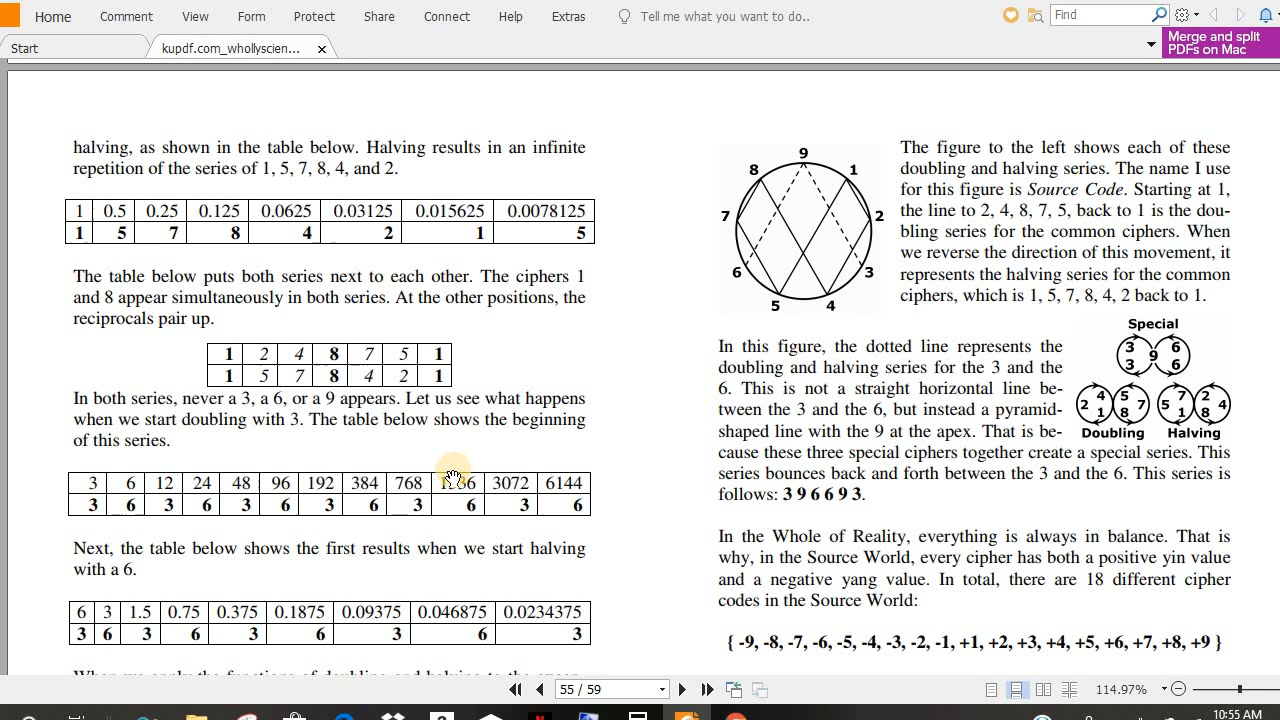 Home Comment View Form Protect Share Connect Help Extras Tell me what you want to do.. Find
Start kupdf.com_whollyscien... × Merge and split
PDFs on Mac
halving, as shown in the table below. Halving results in an infinite
repetition of the series of 1, 5, 7, 8, 4, and 2.
1 0.5 0.25 0.125 0.0625 0.03125 0.015625 0.0078125
1 5 7 8 4 2 1 5
The table below puts both series next to each other. The ciphers 1
and 8 appear simultaneously in both series. At the other positions, the
reciprocals pair up.
1 2 4 8 7 5 1
1 5 7 8 4 2 1
In both series, never a 3, a 6, or a 9 appears. Let us see what happens
when we start doubling with 3. The table below shows the beginning
of this series.
3 6 12 24 48 96 192 384 768 3072 6144
3 6 3 6 3 6 3 6 3 6 3 6
Next, the table below shows the first results when we start halving
with a 6.
6 3 1.5 0.75 0.375 0.1875 0.09375 0.046875 0.0234375
3 6 3 6 3 6 3 6 3
9
8 1
7 2
6 3
5 4
The figure to the left shows each of these
doubling and halving series. The name I use
for this figure is Source Code. Starting at 1,
the line to 2, 4, 8, 7, 5, back to 1 is the dou-
bling series for the common ciphers. When
we reverse the direction of this movement, it
represents the halving series for the common
ciphers, which is 1, 5, 7, 8, 4, 2 back to 1.
In this figure, the dotted line represents the
doubling and halving series for the 3 and the
6. This is not a straight horizontal line be-
tween the 3 and the 6, but instead a pyramid-
shaped line with the 9 at the apex. That is be-
cause these three special ciphers together create a special series. This
series bounces back and forth between the 3 and the 6. This series is
follows: 3 9 6 6 9 3.
Special
3 6
9
3 6
4 5 7 2
2 7 5 4
1 8 1 8
Doubling Halving
In the Whole of Reality, everything is always in balance. That is
why, in the Source World, every cipher has both a positive yin value
and a negative yang value. In total, there are 18 different cipher
codes in the Source World:
{ -9, -8, -7, -6, -5, -4, -3, -2, -1, +1, +2, +3, +4, +5, +6, +7, +8, +9 }
55 / 59 114.97%
10:55 AM